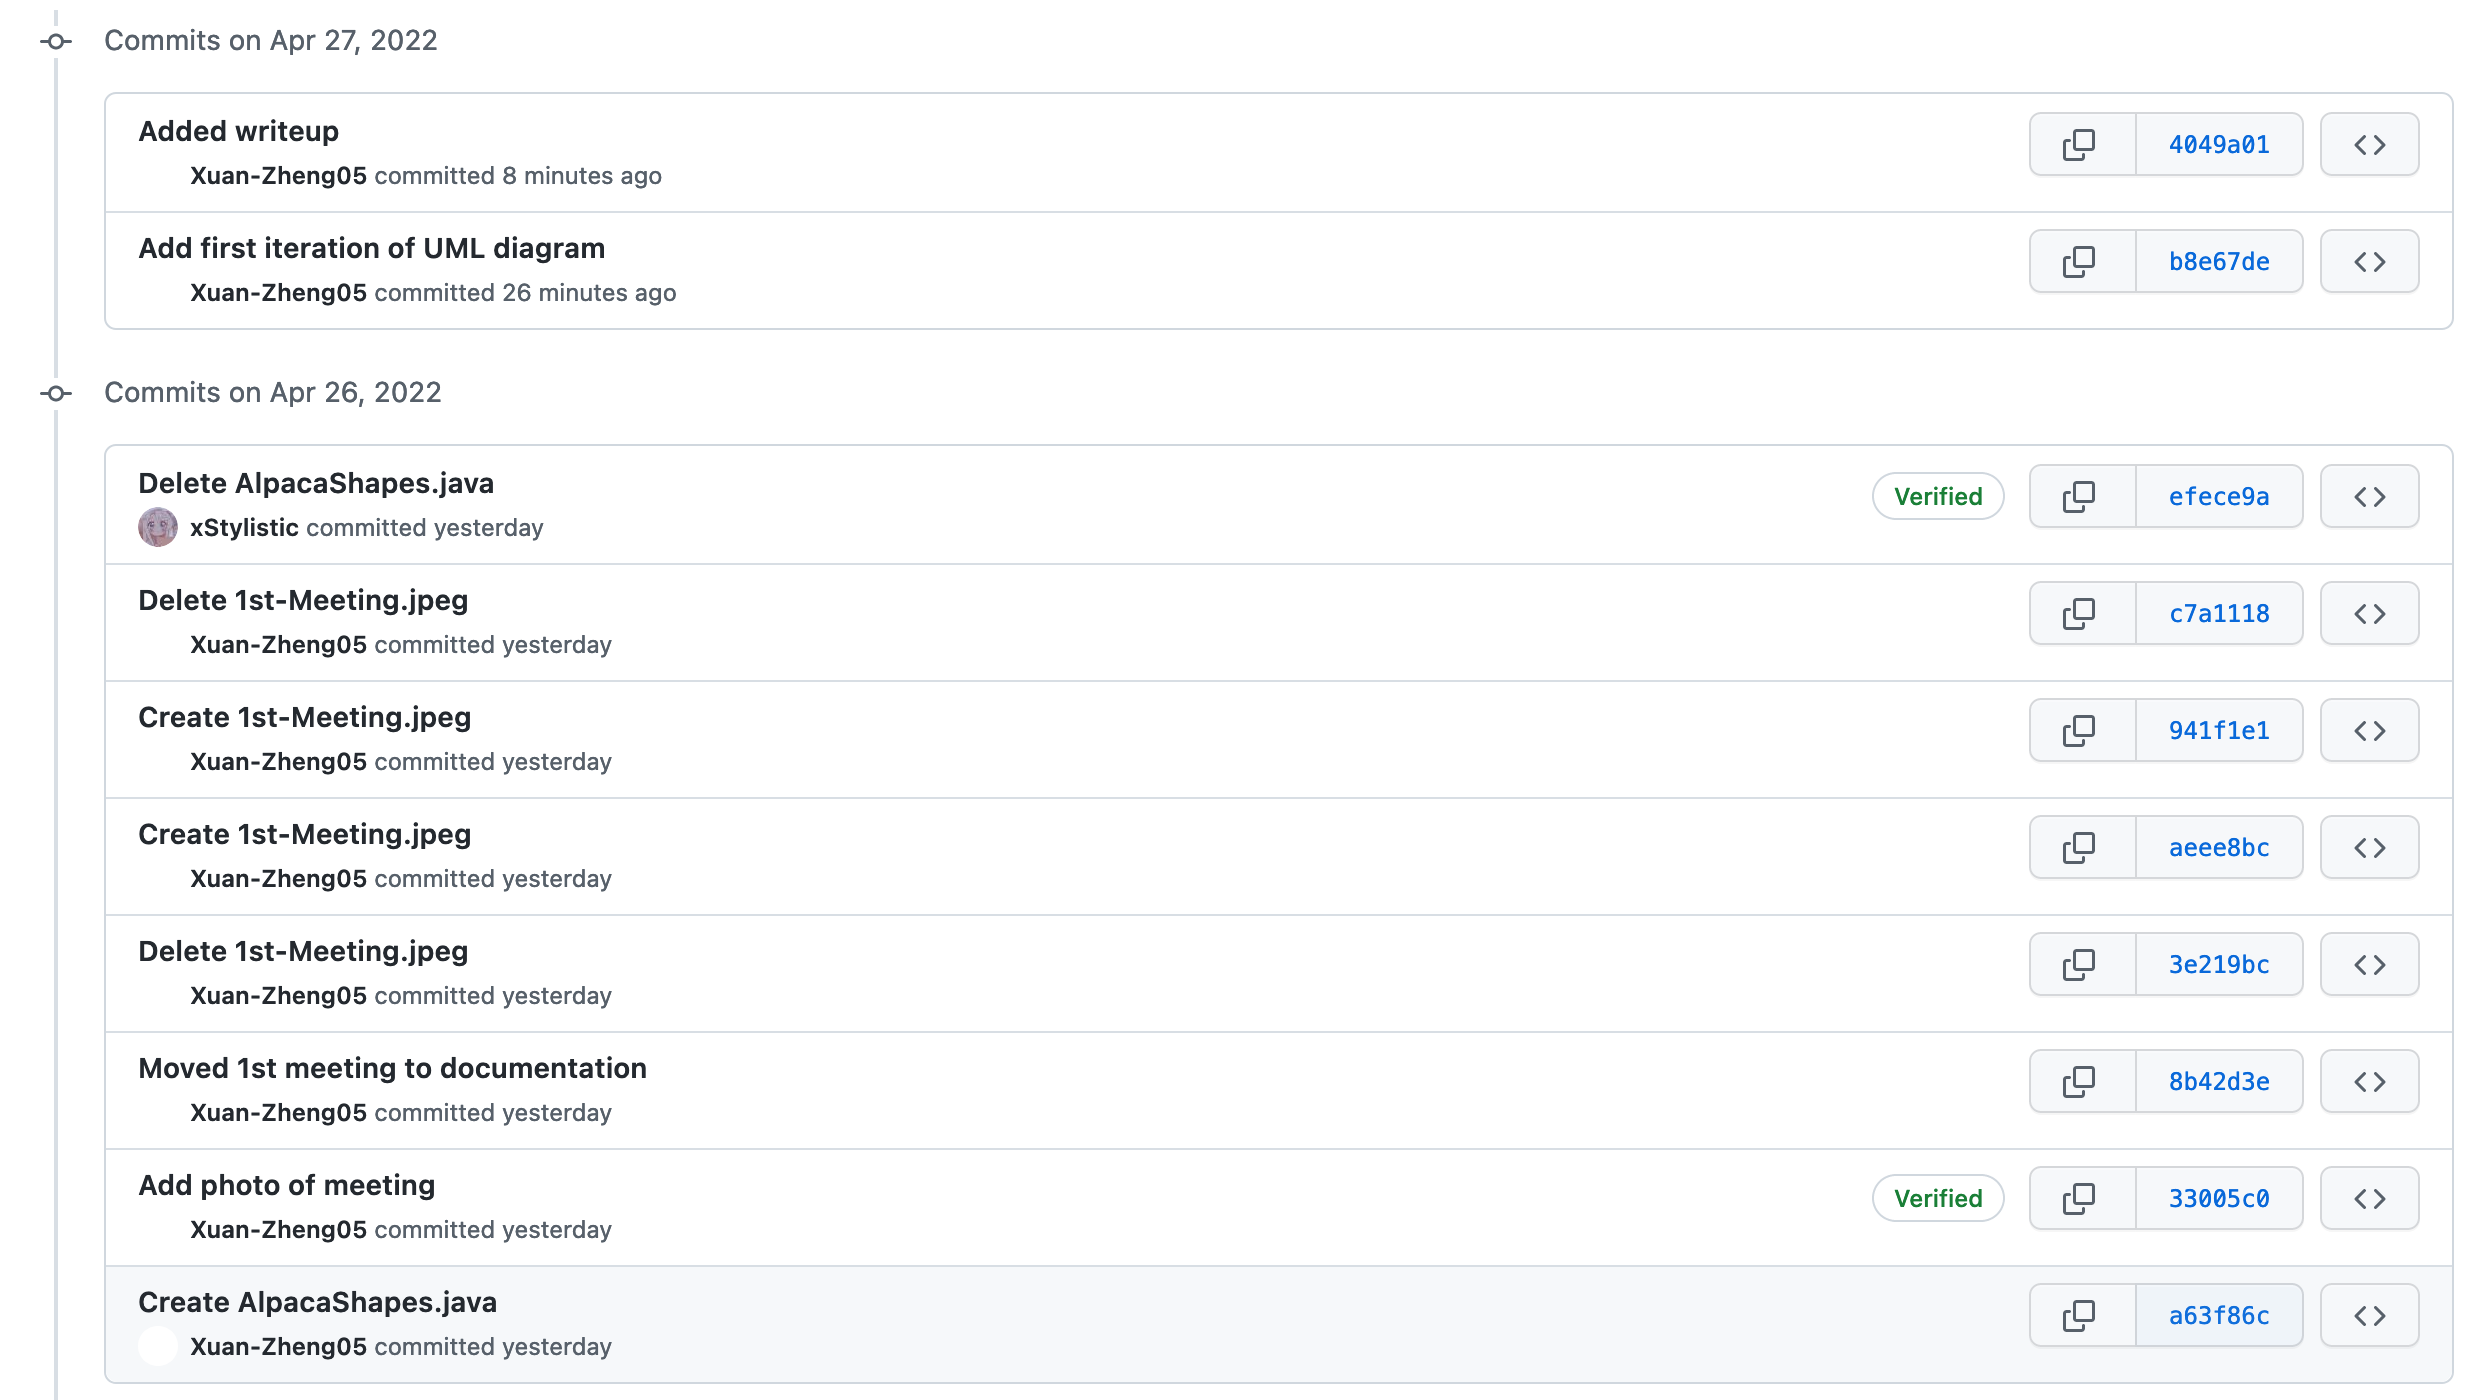 Commits on Apr 27, 2022
Added writeup
4049a01
Xuan-Zheng05 committed 8 minutes ago
Add first iteration of UML diagram
b8e67de
Xuan-Zheng05 committed 26 minutes ago
Commits on Apr 26, 2022
Delete AlpacaShapes.java
Verified
efece9a
xStylistic committed yesterday
Delete 1st-Meeting.jpeg
c7a1118
Xuan-Zheng05 committed yesterday
Create 1st-Meeting.jpeg
941f1e1
Xuan-Zheng05 committed yesterday
Create 1st-Meeting.jpeg
aeee8bc
Xuan-Zheng05 committed yesterday
Delete 1st-Meeting.jpeg
3e219bc
Xuan-Zheng05 committed yesterday
Moved 1st meeting to documentation
8b42d3e
Xuan-Zheng05 committed yesterday
Add photo of meeting
Verified
33005c0
Xuan-Zheng05 committed yesterday
Create AlpacaShapes.java
a63f86c
Xuan-Zheng05 committed yesterday